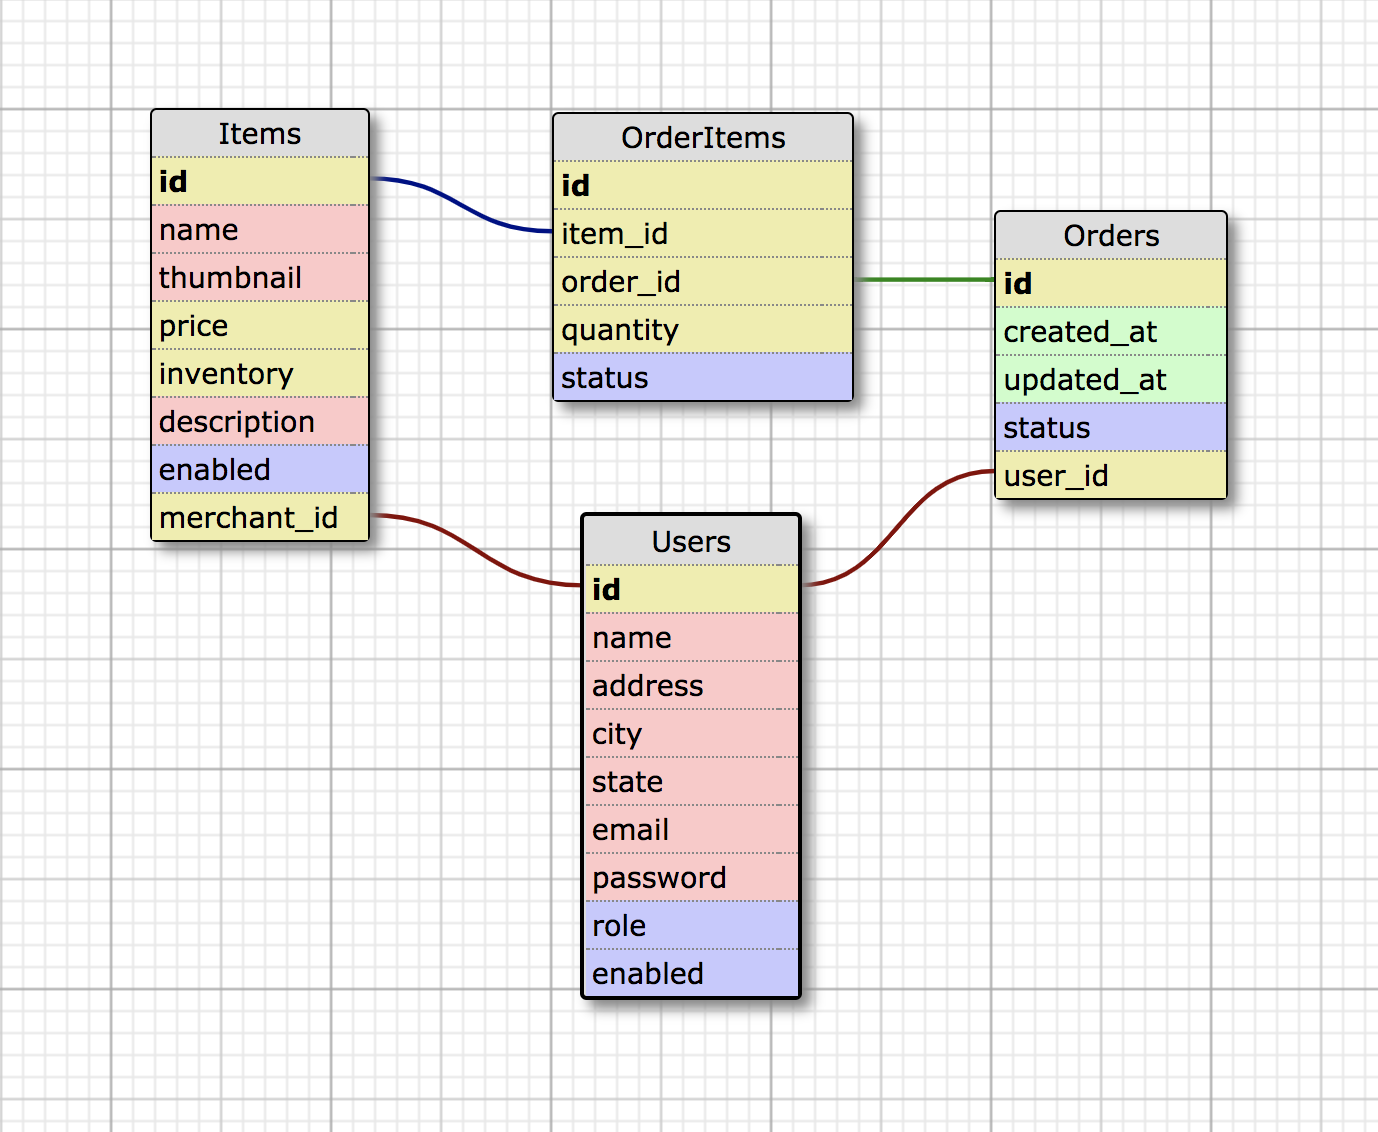 Items
id
name
thumbnail
price
inventory
description
enabled
merchant_id
OrderItems
id
item_id
order_id
quantity
status
Orders
id
created_at
updated_at
status
user_id
Users
id
name
address
city
state
email
password
role
enabled